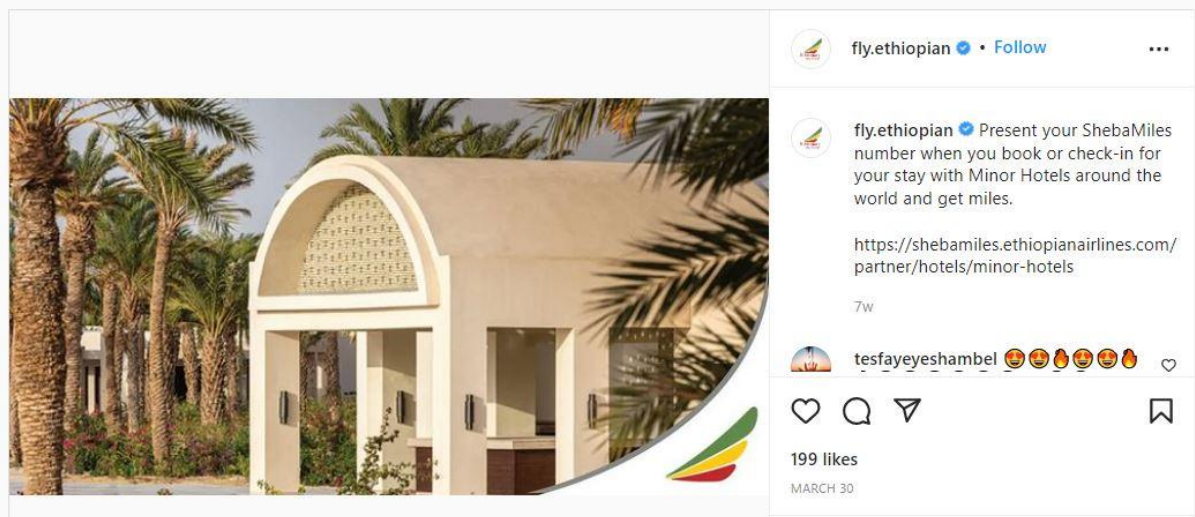 fly.ethiopian • Follow
fly.ethiopian Present your ShebaMiles
number when you book or check-in for
your stay with Minor Hotels around the
world and get miles.
https://shebamiles.ethiopianairlines.com/
partner/hotels/minor-hotels
7w
tesfayeyeshambel 😍😍🔥😍😍🔥
199 likes
MARCH 30